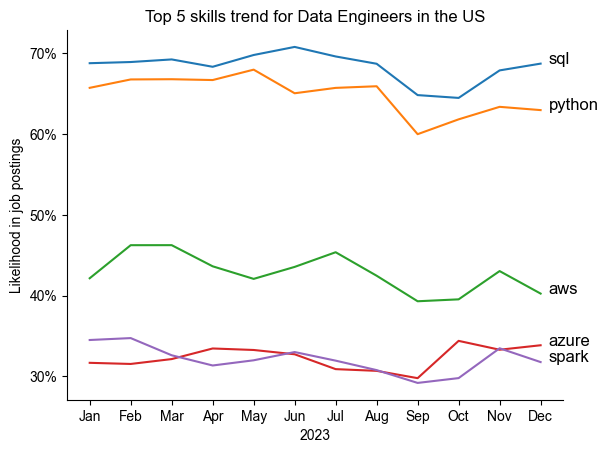 Top 5 skills trend for Data Engineers in the US
Likelihood in job postings
70%
60%
50%
40%
30%
sql
python
aws
azure
spark
Jan Feb Mar Apr May Jun Jul Aug Sep Oct Nov Dec
2023